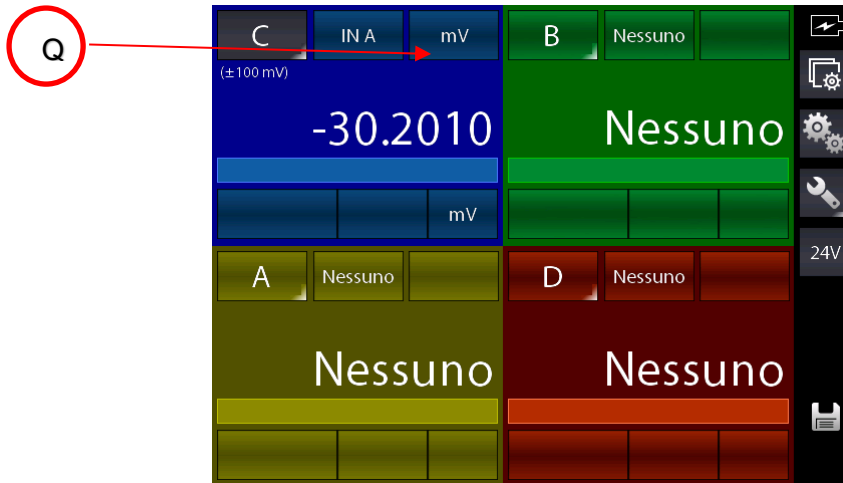 Q
C IN A mV
(±100 mV)
-30.2010
mV
B Nessuno
Nessuno
A Nessuno
Nessuno
D Nessuno
Nessuno
24V